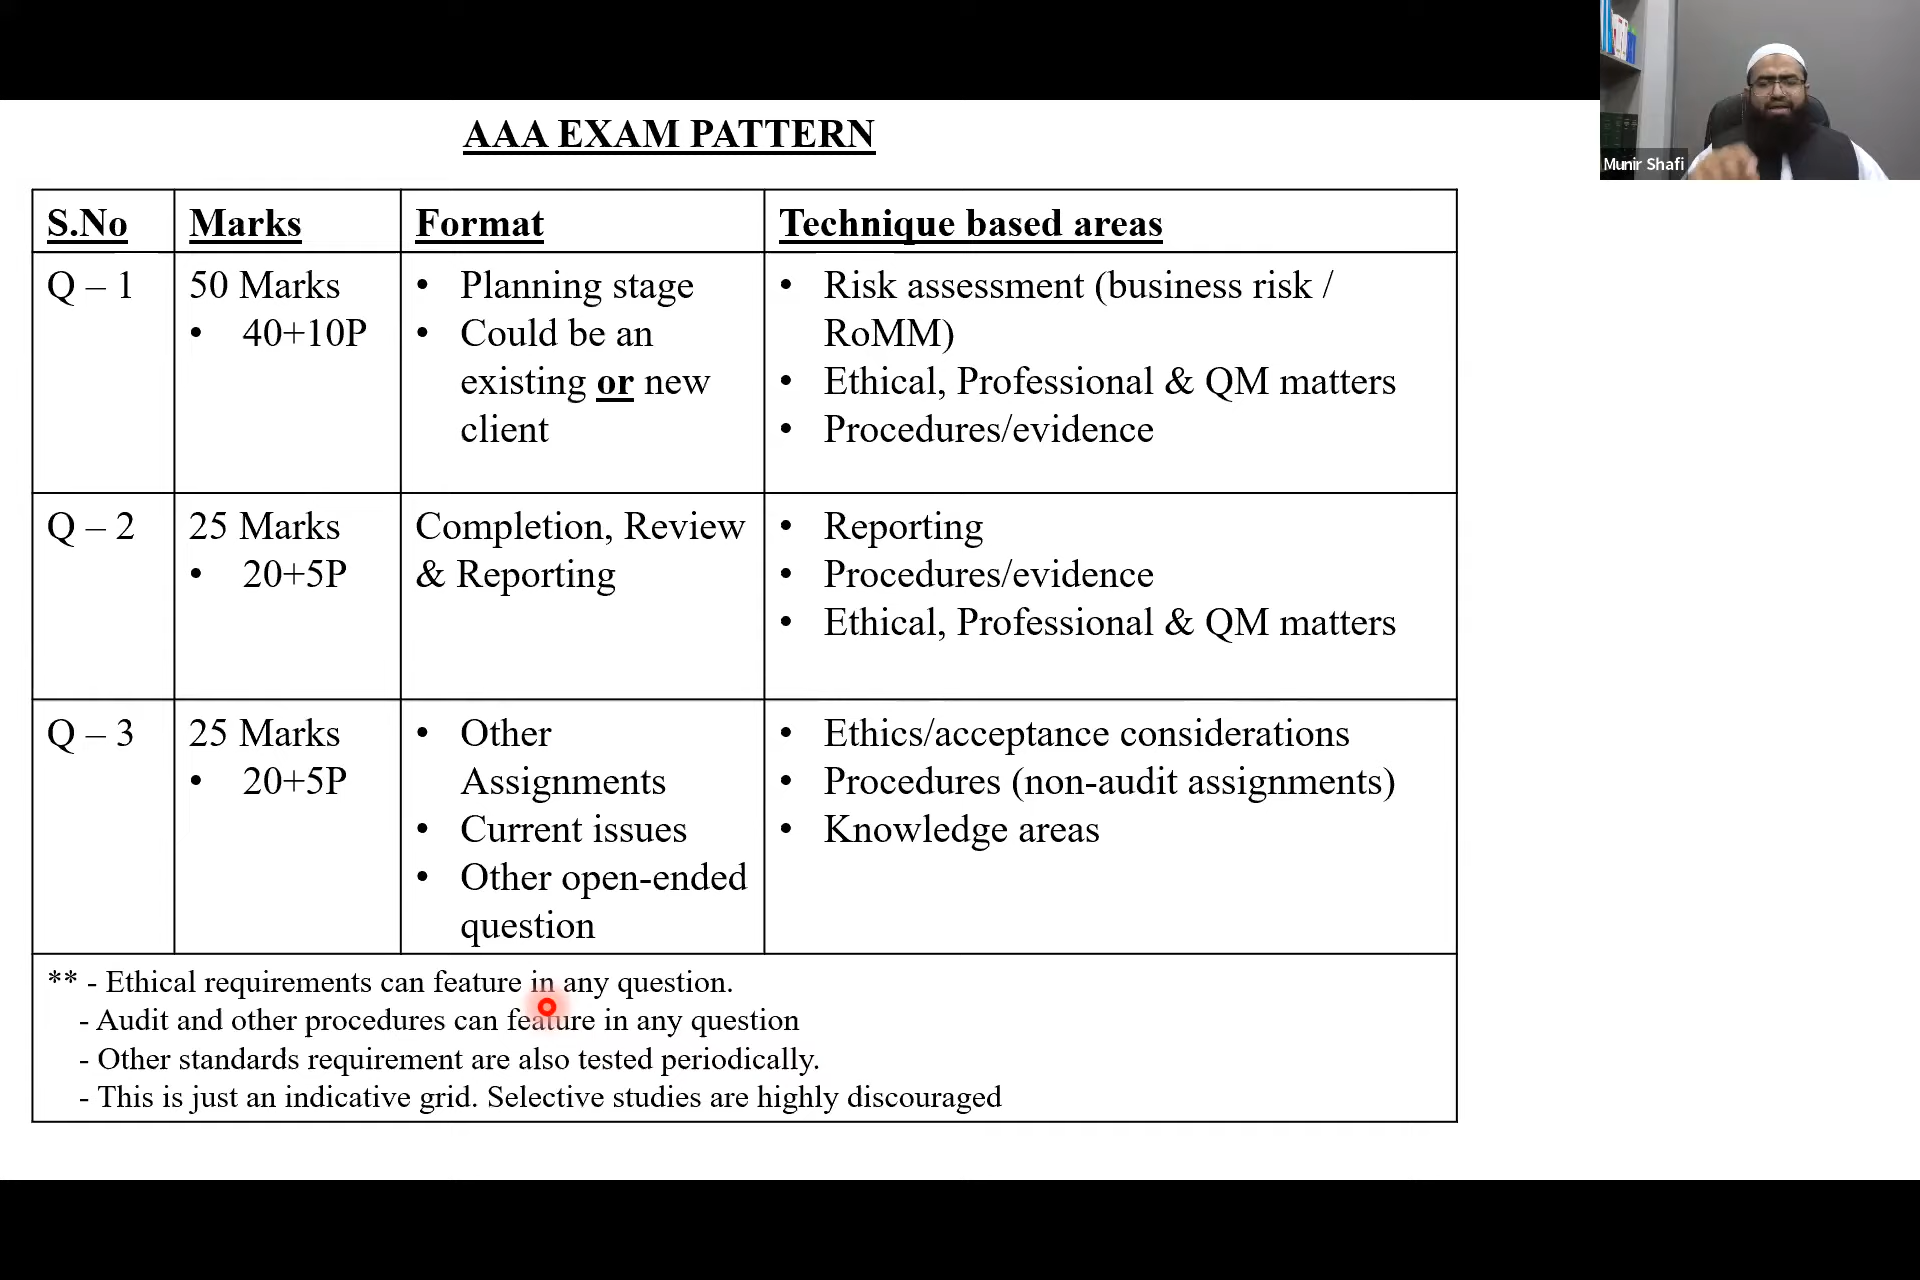 AAA EXAM PATTERN
Munir Shafi
S.No Marks Format Technique based areas
Q – 1
50 Marks
• 40+10P
• Planning stage
• Could be an
existing or new
client
• Risk assessment (business risk /
RoMM)
• Ethical, Professional & QM matters
• Procedures/evidence
Q – 2
25 Marks
• 20+5P
Completion, Review
& Reporting
• Reporting
• Procedures/evidence
• Ethical, Professional & QM matters
Q – 3
25 Marks
• 20+5P
• Other
Assignments
• Current issues
• Other open-ended
question
• Ethics/acceptance considerations
• Procedures (non-audit assignments)
• Knowledge areas
** - Ethical requirements can feature in any question.
- Audit and other procedures can feature in any question
- Other standards requirement are also tested periodically.
- This is just an indicative grid. Selective studies are highly discouraged